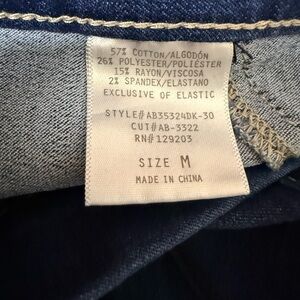 57% COTTON/ALGODÓN
26% POLYESTER/POLIÉSTER
15% RAYON/VISCOSA
2% SPANDEX/ELASTANO
EXCLUSIVE OF ELASTIC
STYLE#AB35324DK-30
CUT#AB-3322
RN#129203
SIZE M
MADE IN CHINA